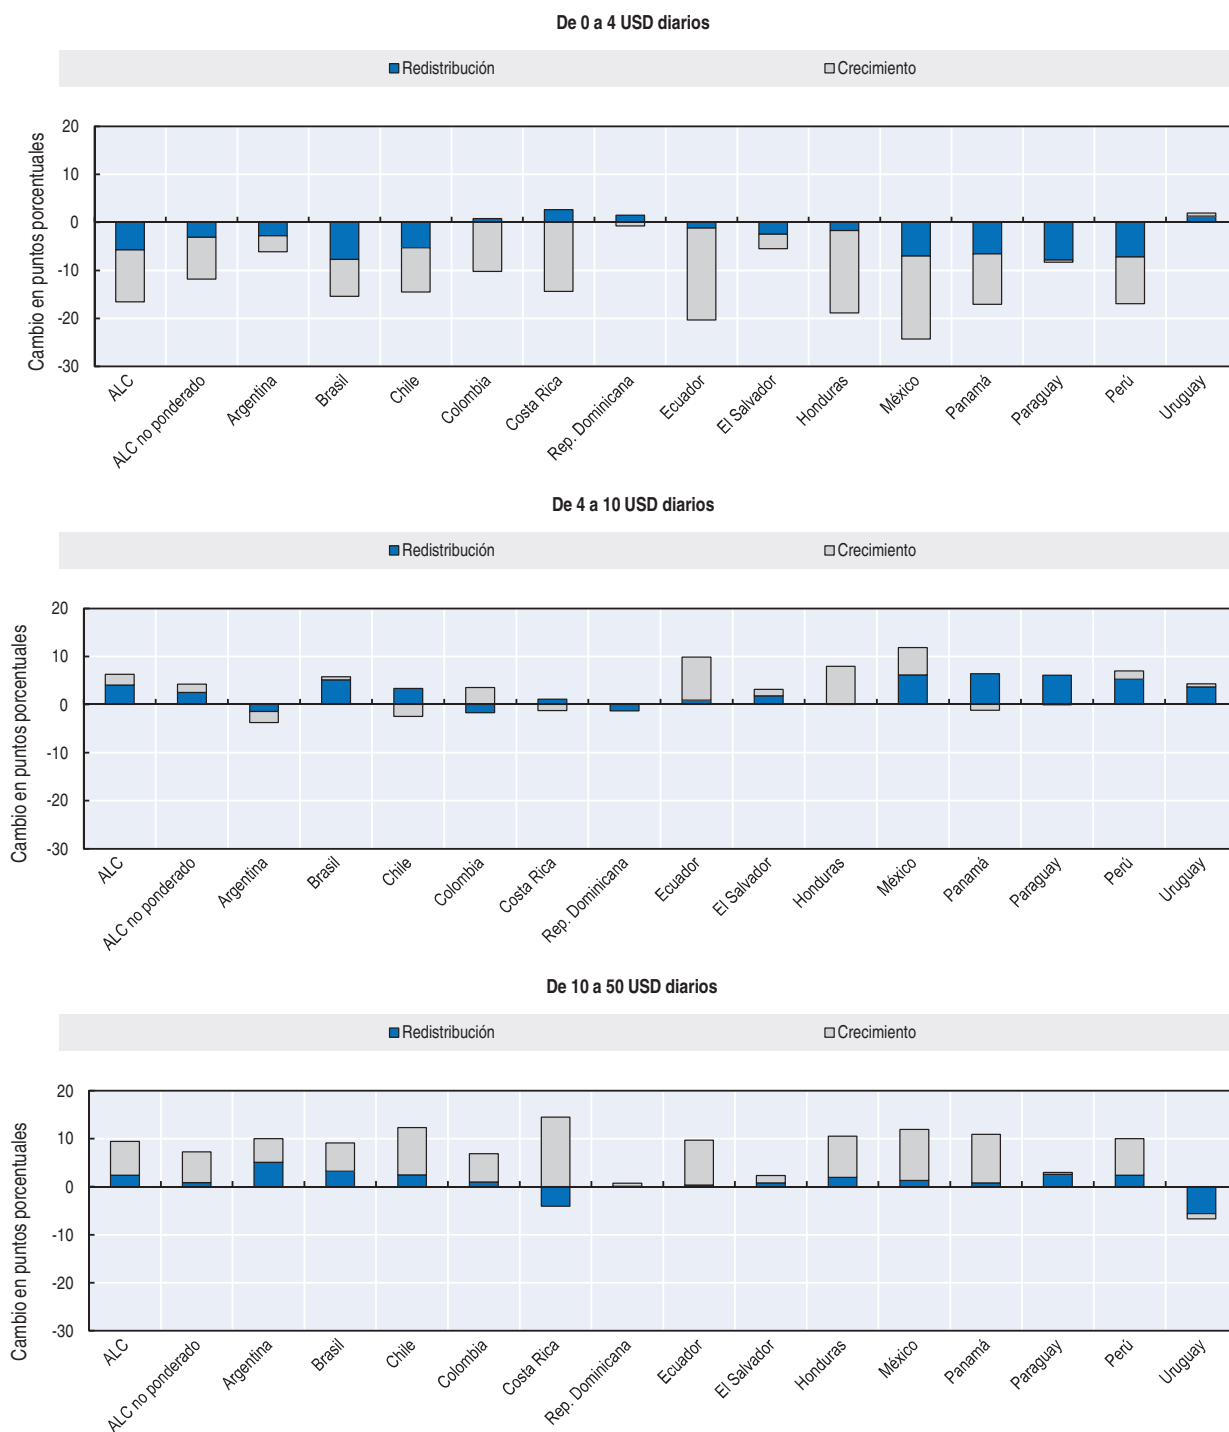 De 0 a 4 USD diarios
Redistribución Crecimiento
Cambio en puntos porcentuales
20
10
0
-10
-20
-30
ALC
ALC no ponderado
Argentina
Brasil
Chile
Colombia
Costa Rica
Rep. Dominicana
Ecuador
El Salvador
Honduras
México
Panamá
Paraguay
Perú
Uruguay
De 4 a 10 USD diarios
Redistribución Crecimiento
Cambio en puntos porcentuales
20
10
0
-10
-20
-30
ALC
ALC no ponderado
Argentina
Brasil
Chile
Colombia
Costa Rica
Rep. Dominicana
Ecuador
El Salvador
Honduras
México
Panamá
Paraguay
Perú
Uruguay
De 10 a 50 USD diarios
Redistribución Crecimiento
Cambio en puntos porcentuales
20
10
0
-10
-20
-30
ALC
ALC no ponderado
Argentina
Brasil
Chile
Colombia
Costa Rica
Rep. Dominicana
Ecuador
El Salvador
Honduras
México
Panamá
Paraguay
Perú
Uruguay